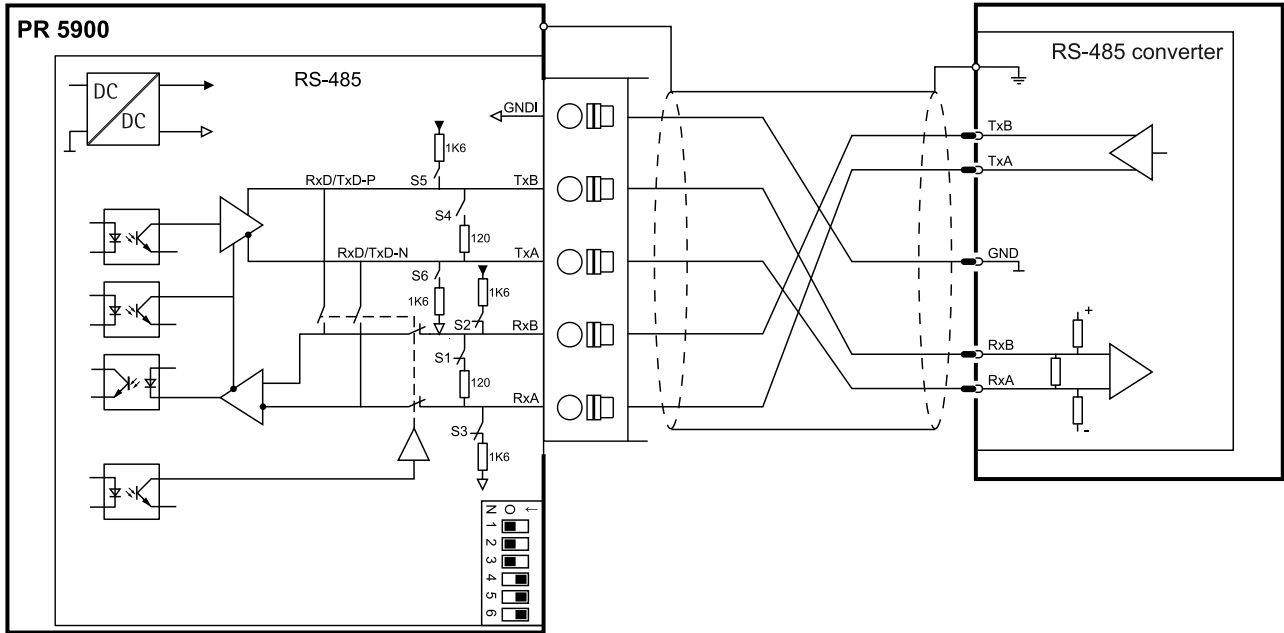 PR 5900
RS-485
DC
DC
GNDI
1K6
S5
RxD/TxD-P
TxB
S4
120
RxD/TxD-N
TxA
S6
1K6
1K6
S2
RxB
S1
120
RxA
S3
1K6
O N ←
1
2
3
4
5
6
RS-485 converter
TxB
TxA
GND
RxB
+
RxA
-